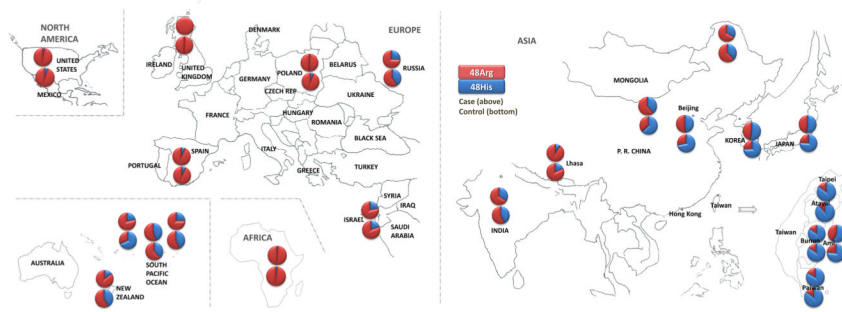 NORTH
AMERICA
UNITED
STATES
MEXICO
EUROPE
DENMARK
IRELAND
UNITED
KINGDOM
POLAND
BELARUS
RUSSIA
GERMANY
CZECH REP
UKRAINE
FRANCE
HUNGARY
ROMANIA
BLACK SEA
ITALY
SPAIN
PORTUGAL
GREECE
TURKEY
SYRIA
IRAQ
ISRAEL
SAUDI
ARABIA
AUSTRALIA
SOUTH
PACIFIC
OCEAN
NEW
ZEALAND
AFRICA
ASIA
48Arg
48His
Case (above)
Control (bottom)
MONGOLIA
Beijing
KOREA
JAPAN
P. R. CHINA
Lhasa
INDIA
Hong Kong
Taiwan
Taipei
Atayal
Taiwan
Bunun
Ami
Paiwan